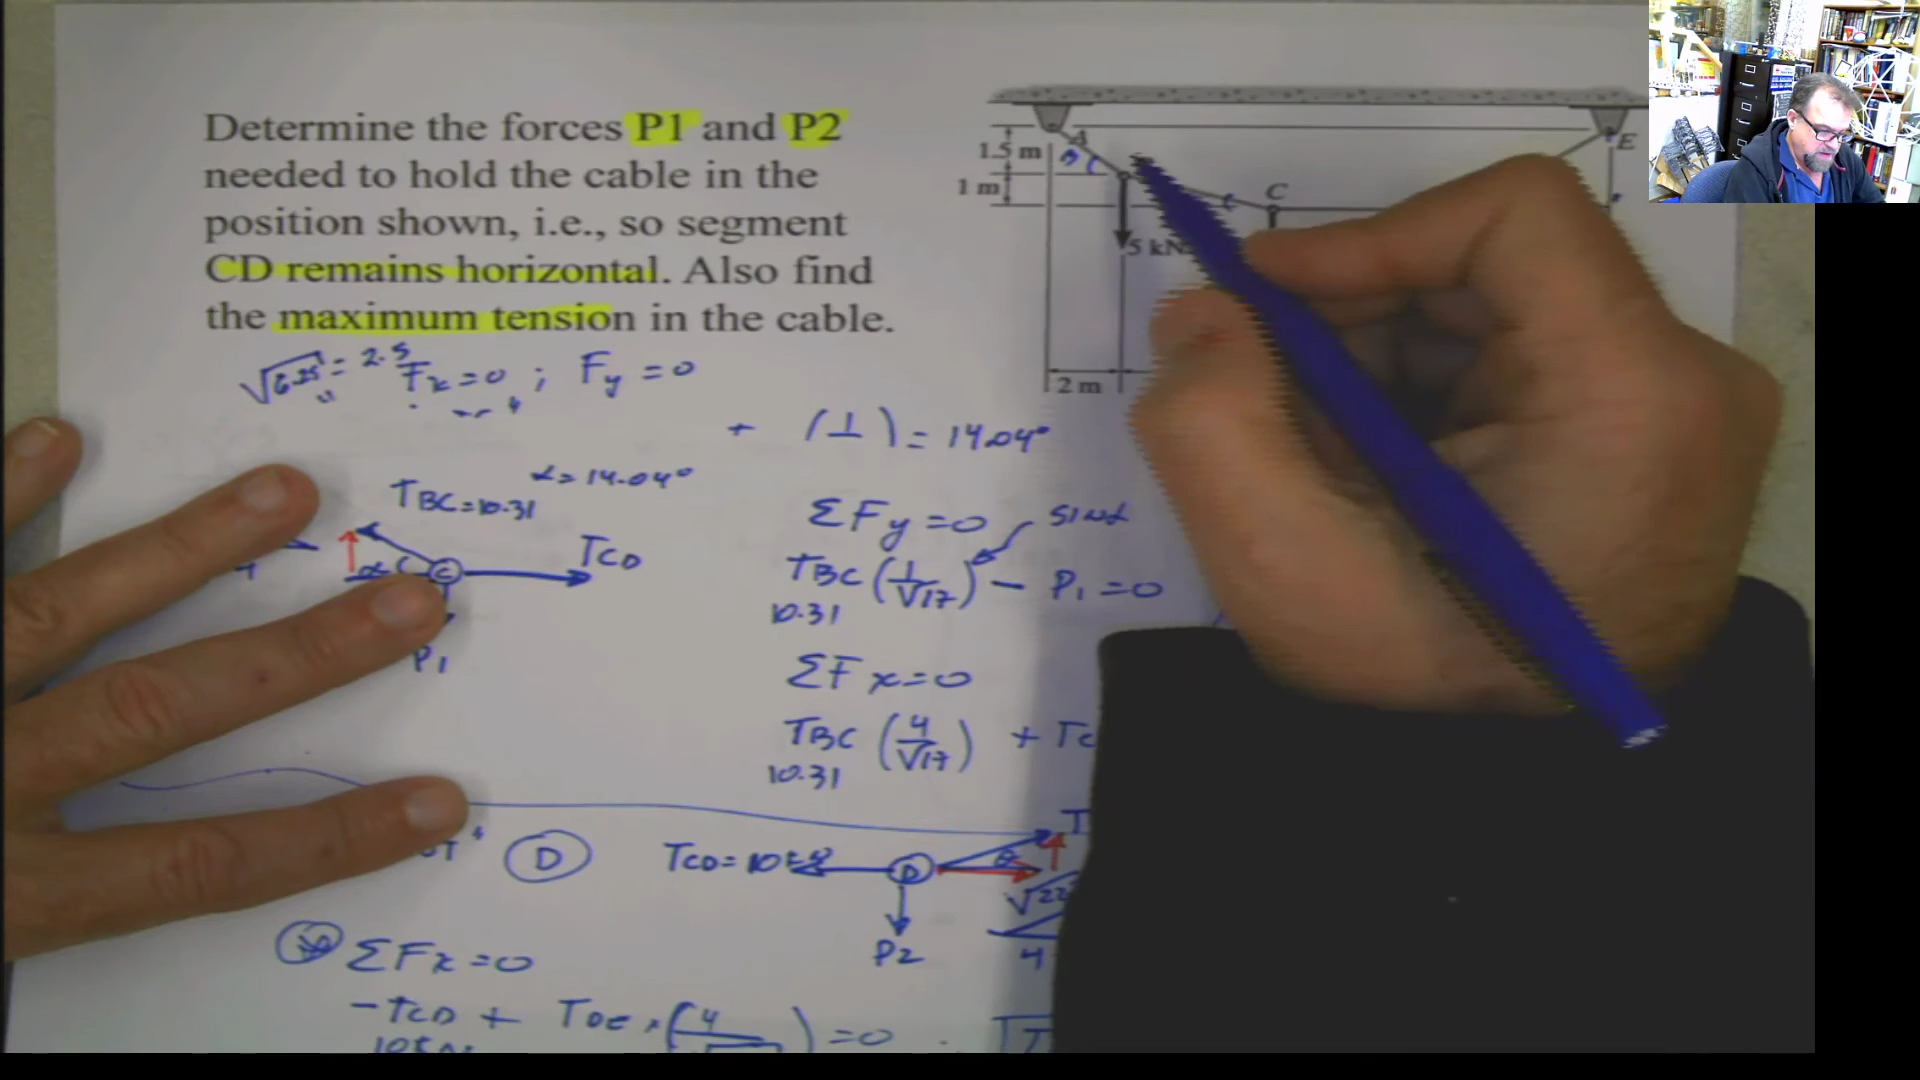 Determine the forces P1 and P2
needed to hold the cable in the
position shown, i.e., so segment
CD remains horizontal. Also find
the maximum tension in the cable.
A
E
1.5 m
1 m
C
5 kN
2 m
√6.25 = 2.5
Fx = 0 ; Fy = 0
+ (⊥) = 14.04°
α = 14.04°
TBC = 10.31
TCD
α
C
P1
4
ΣFy = 0
sin α
TBC (1/√17) - P1 = 0
10.31
ΣFx = 0
TBC (4/√17) + Tc
10.31
D
TCD = 10
D
θ
P2
4
ΣFx = 0
-TCD + TDE × (4
) = 0